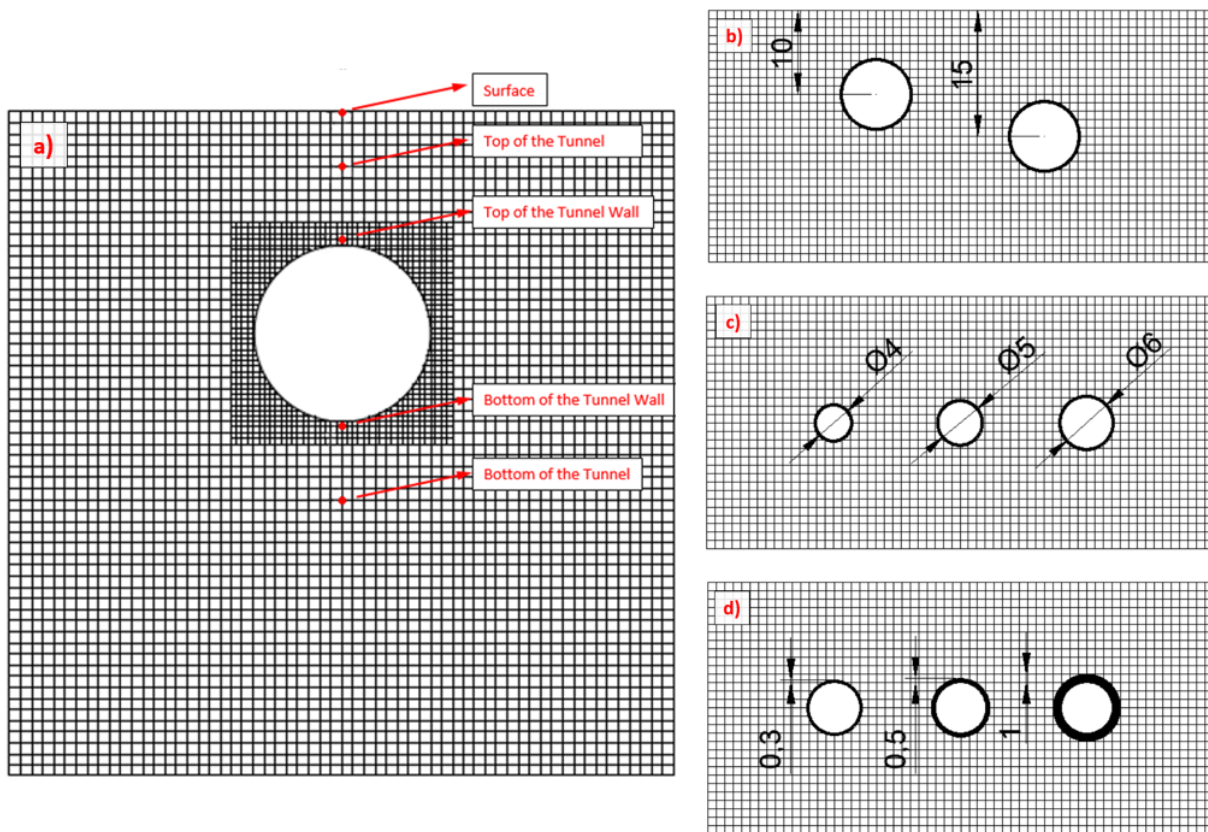 a)
Surface
Top of the Tunnel
Top of the Tunnel Wall
Bottom of the Tunnel Wall
Bottom of the Tunnel
b)
10
15
c)
Ø4
Ø5
Ø6
d)
0,3
0,5
1